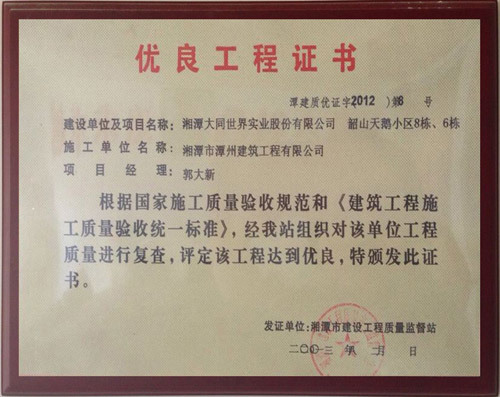 优良工程证书
潭建质优证字2012)第8 号
建设单位及项目名称：湘潭大同世界实业股份有限公司 韶山天鹅小区8栋、6栋
施工单位名称：湘潭市潭州建筑工程有限公司
项目经理：郭大新
根据国家施工质量验收规范和《建筑工程施
工质量验收统一标准》，经我站组织对该单位工程
质量进行复查，评定该工程达到优良，特颁发此证
书。
发证单位：湘潭市建设工程质量监督站
二〇〇 三年 月 日